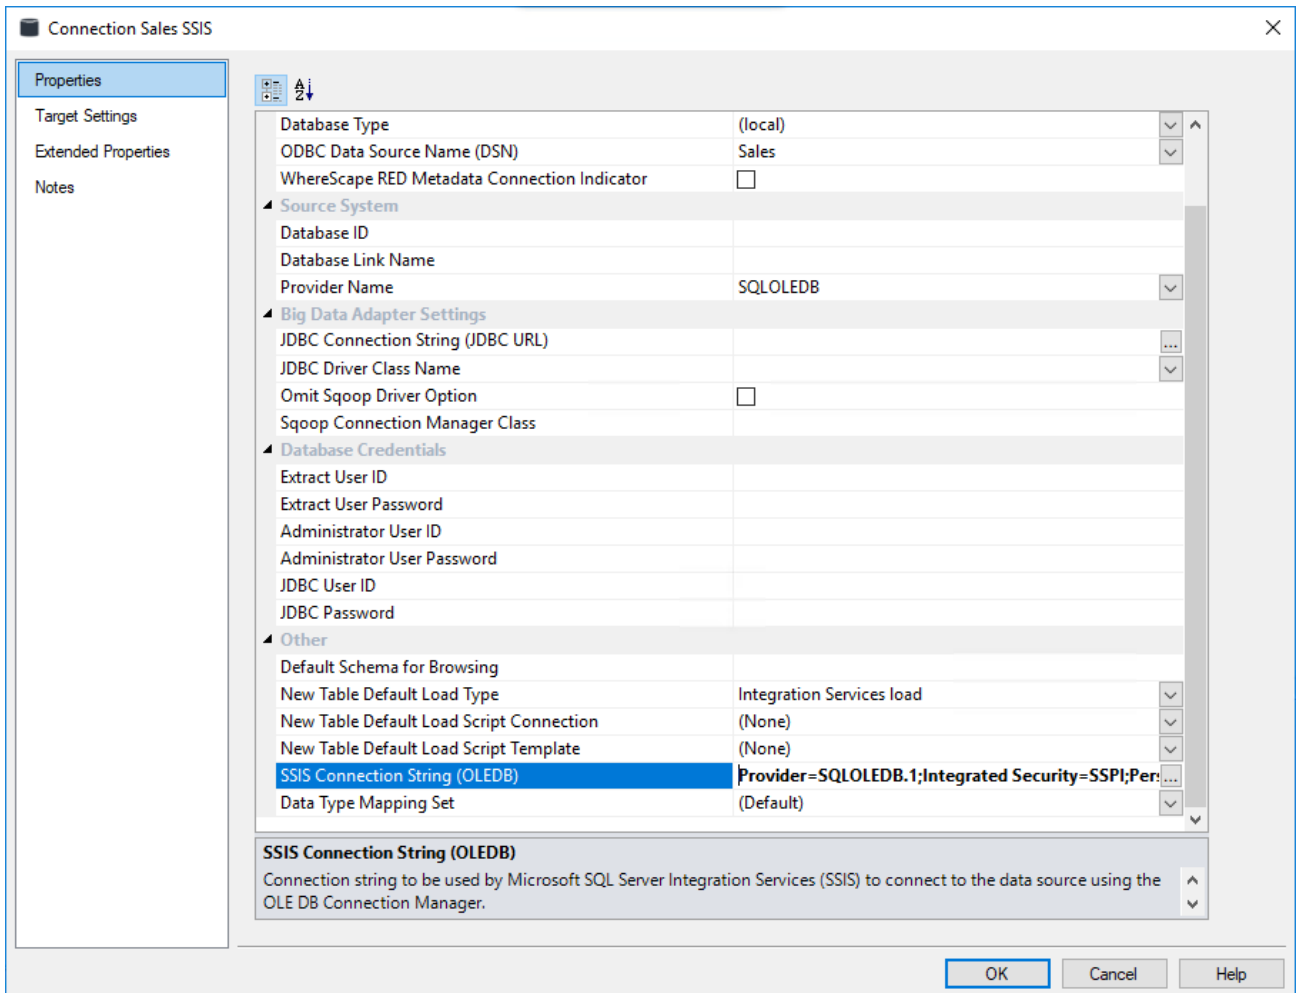 Connection Sales SSIS
Properties
Target Settings
Extended Properties
Notes
Database Type (local)
ODBC Data Source Name (DSN) Sales
WhereScape RED Metadata Connection Indicator
Source System
Database ID
Database Link Name
Provider Name SQLOLEDB
Big Data Adapter Settings
JDBC Connection String (JDBC URL) ...
JDBC Driver Class Name
Omit Sqoop Driver Option
Sqoop Connection Manager Class
Database Credentials
Extract User ID
Extract User Password
Administrator User ID
Administrator User Password
JDBC User ID
JDBC Password
Other
Default Schema for Browsing
New Table Default Load Type Integration Services load
New Table Default Load Script Connection (None)
New Table Default Load Script Template (None)
SSIS Connection String (OLEDB) Provider=SQLOLEDB.1;Integrated Security=SSPI;Per ...
Data Type Mapping Set (Default)
SSIS Connection String (OLEDB)
Connection string to be used by Microsoft SQL Server Integration Services (SSIS) to connect to the data source using the
OLE DB Connection Manager.
OK Cancel Help